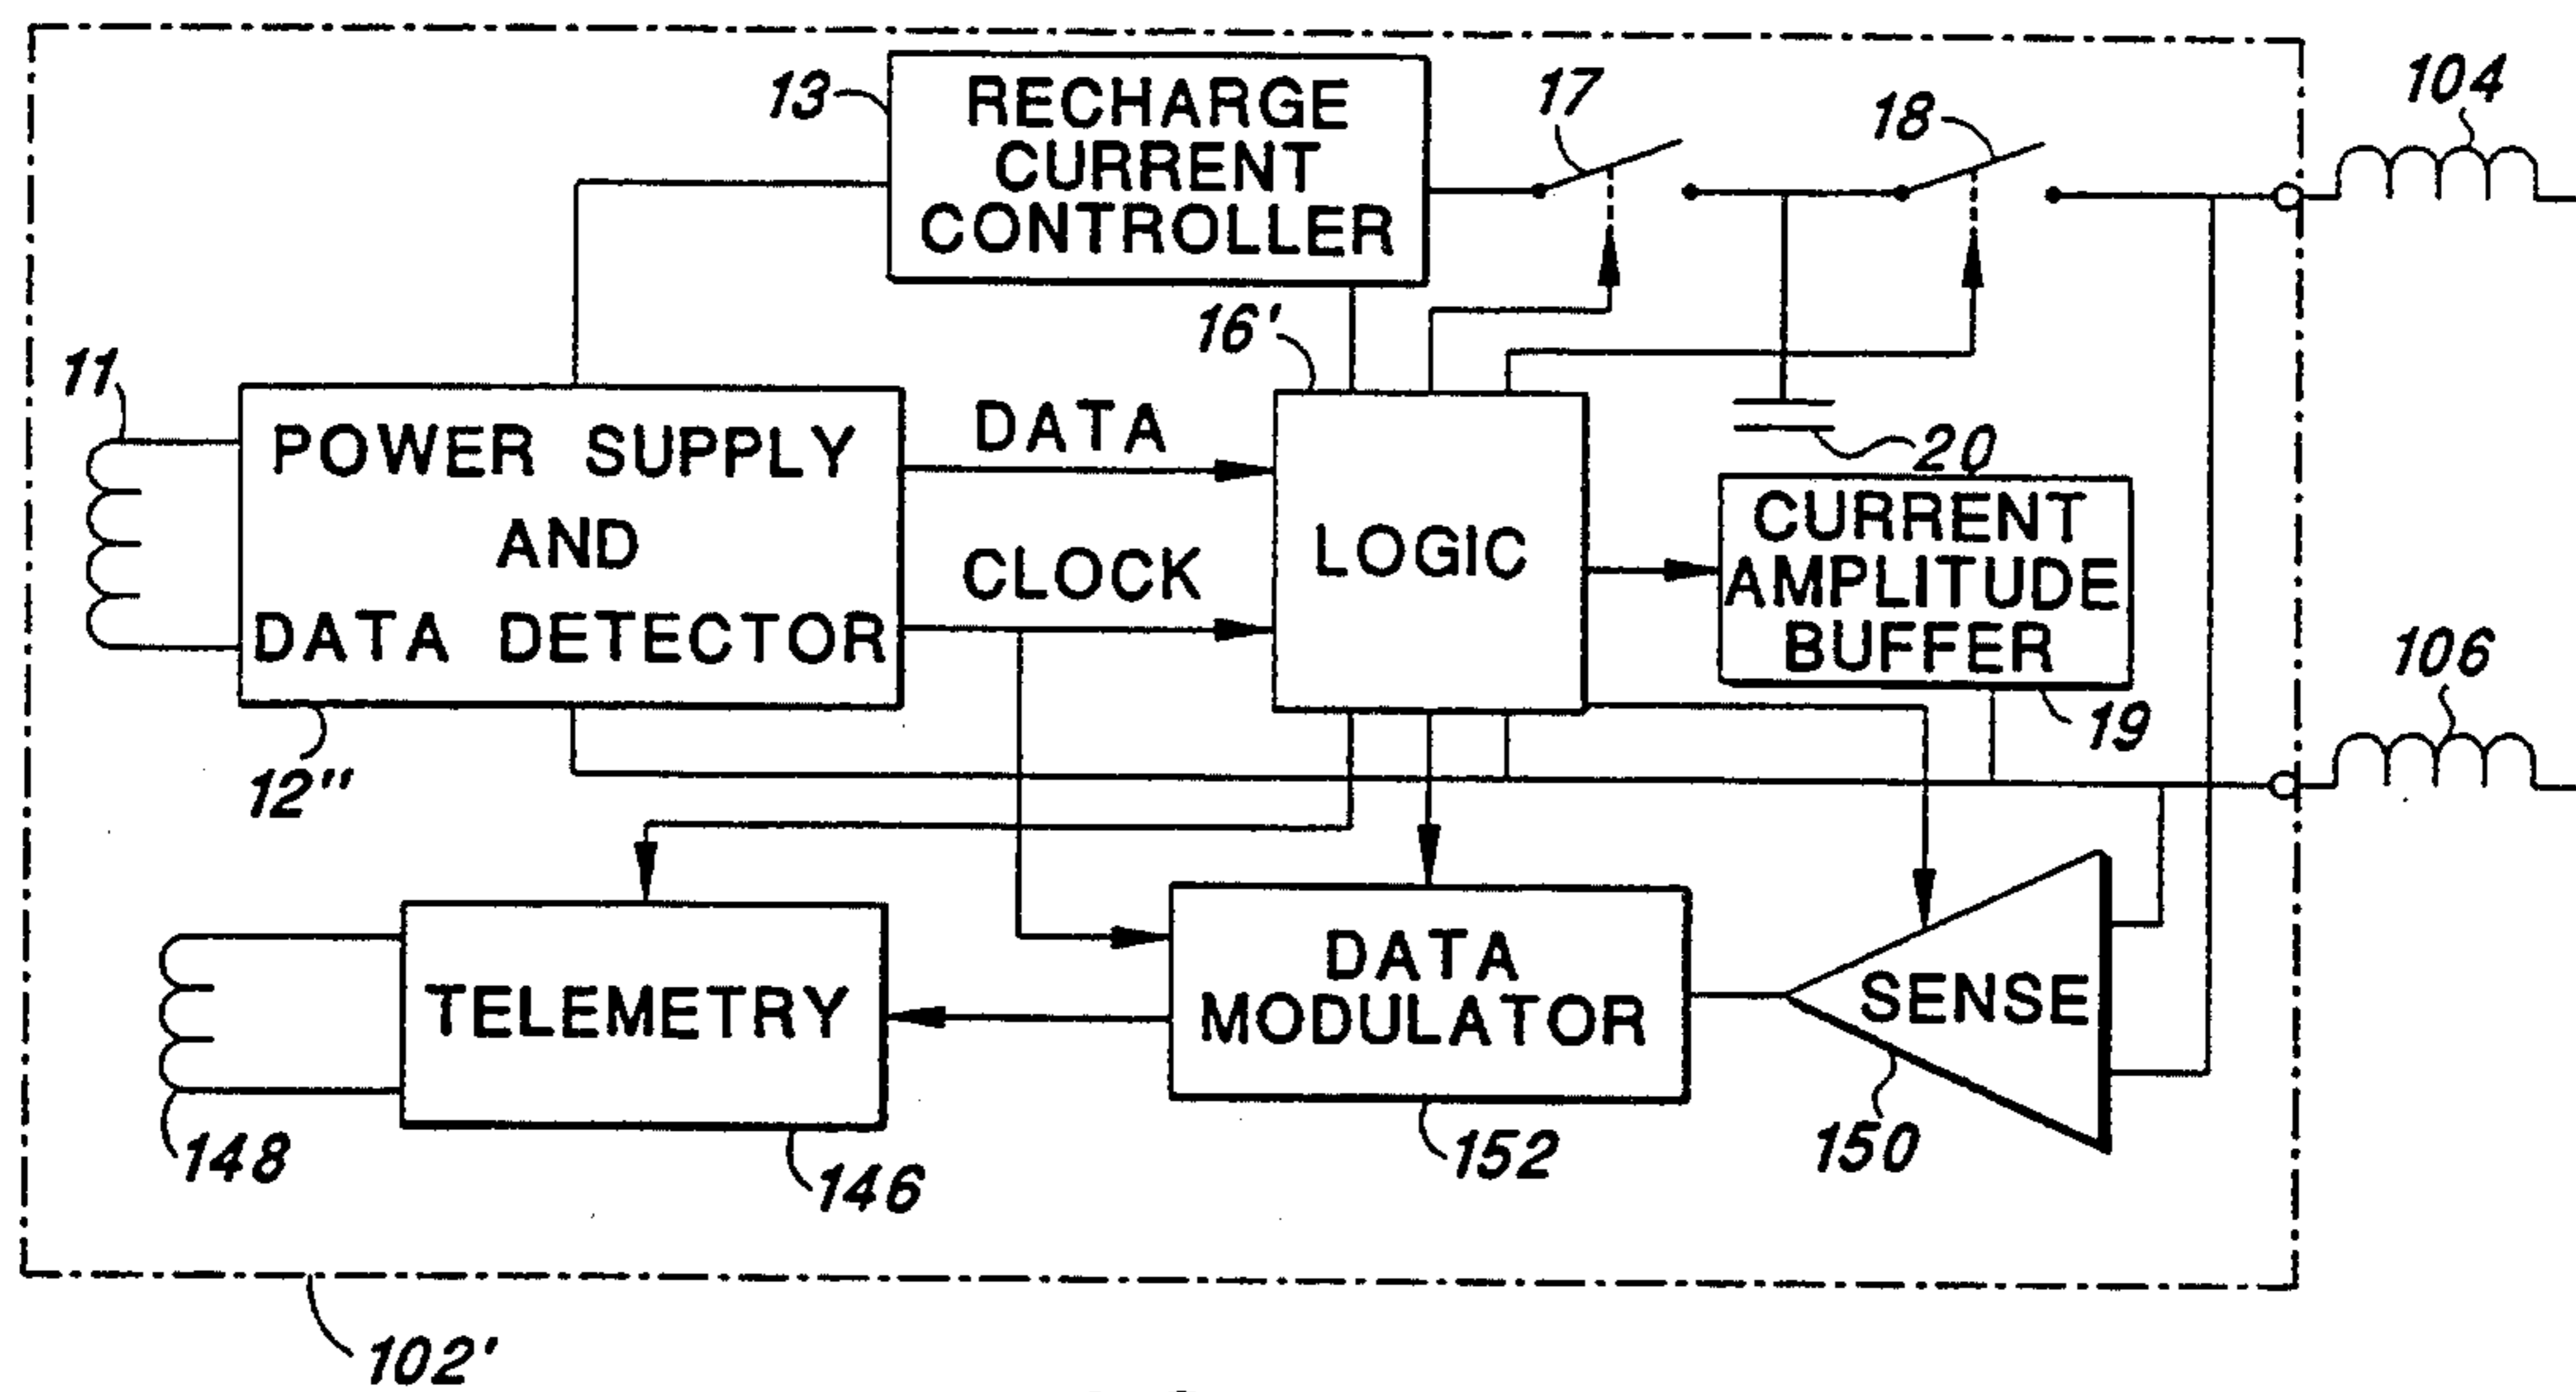 13
RECHARGE
CURRENT
CONTROLLER
17
18
104
16'
11
POWER SUPPLY
AND
DATA DETECTOR
12"
DATA
CLOCK
LOGIC
20
CURRENT
AMPLITUDE
BUFFER
19
106
TELEMETRY
148
146
DATA
MODULATOR
152
SENSE
150
102'